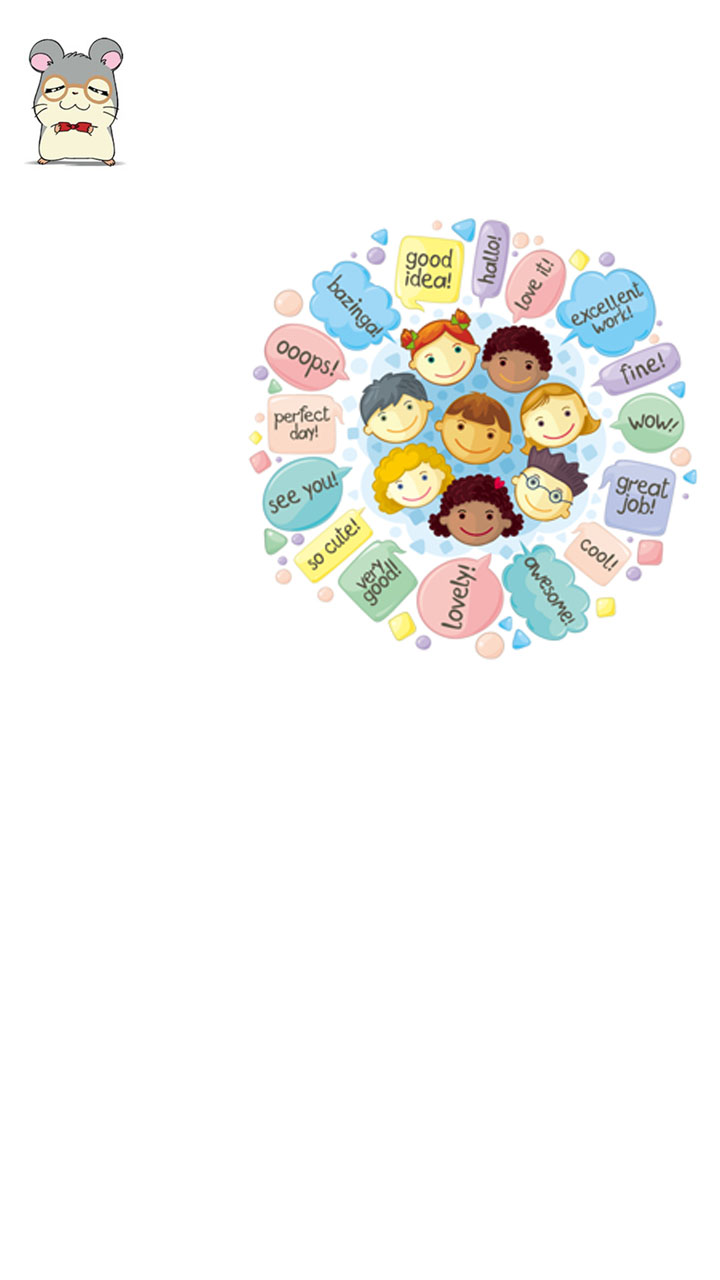 good
idea!
hallo!
love it!
excellent
work!
fine!
wow!
great
job!
cool!
awesome!
lovely!
very
good!
so cute!
see you!
perfect
day!
ooops!
bazinga!